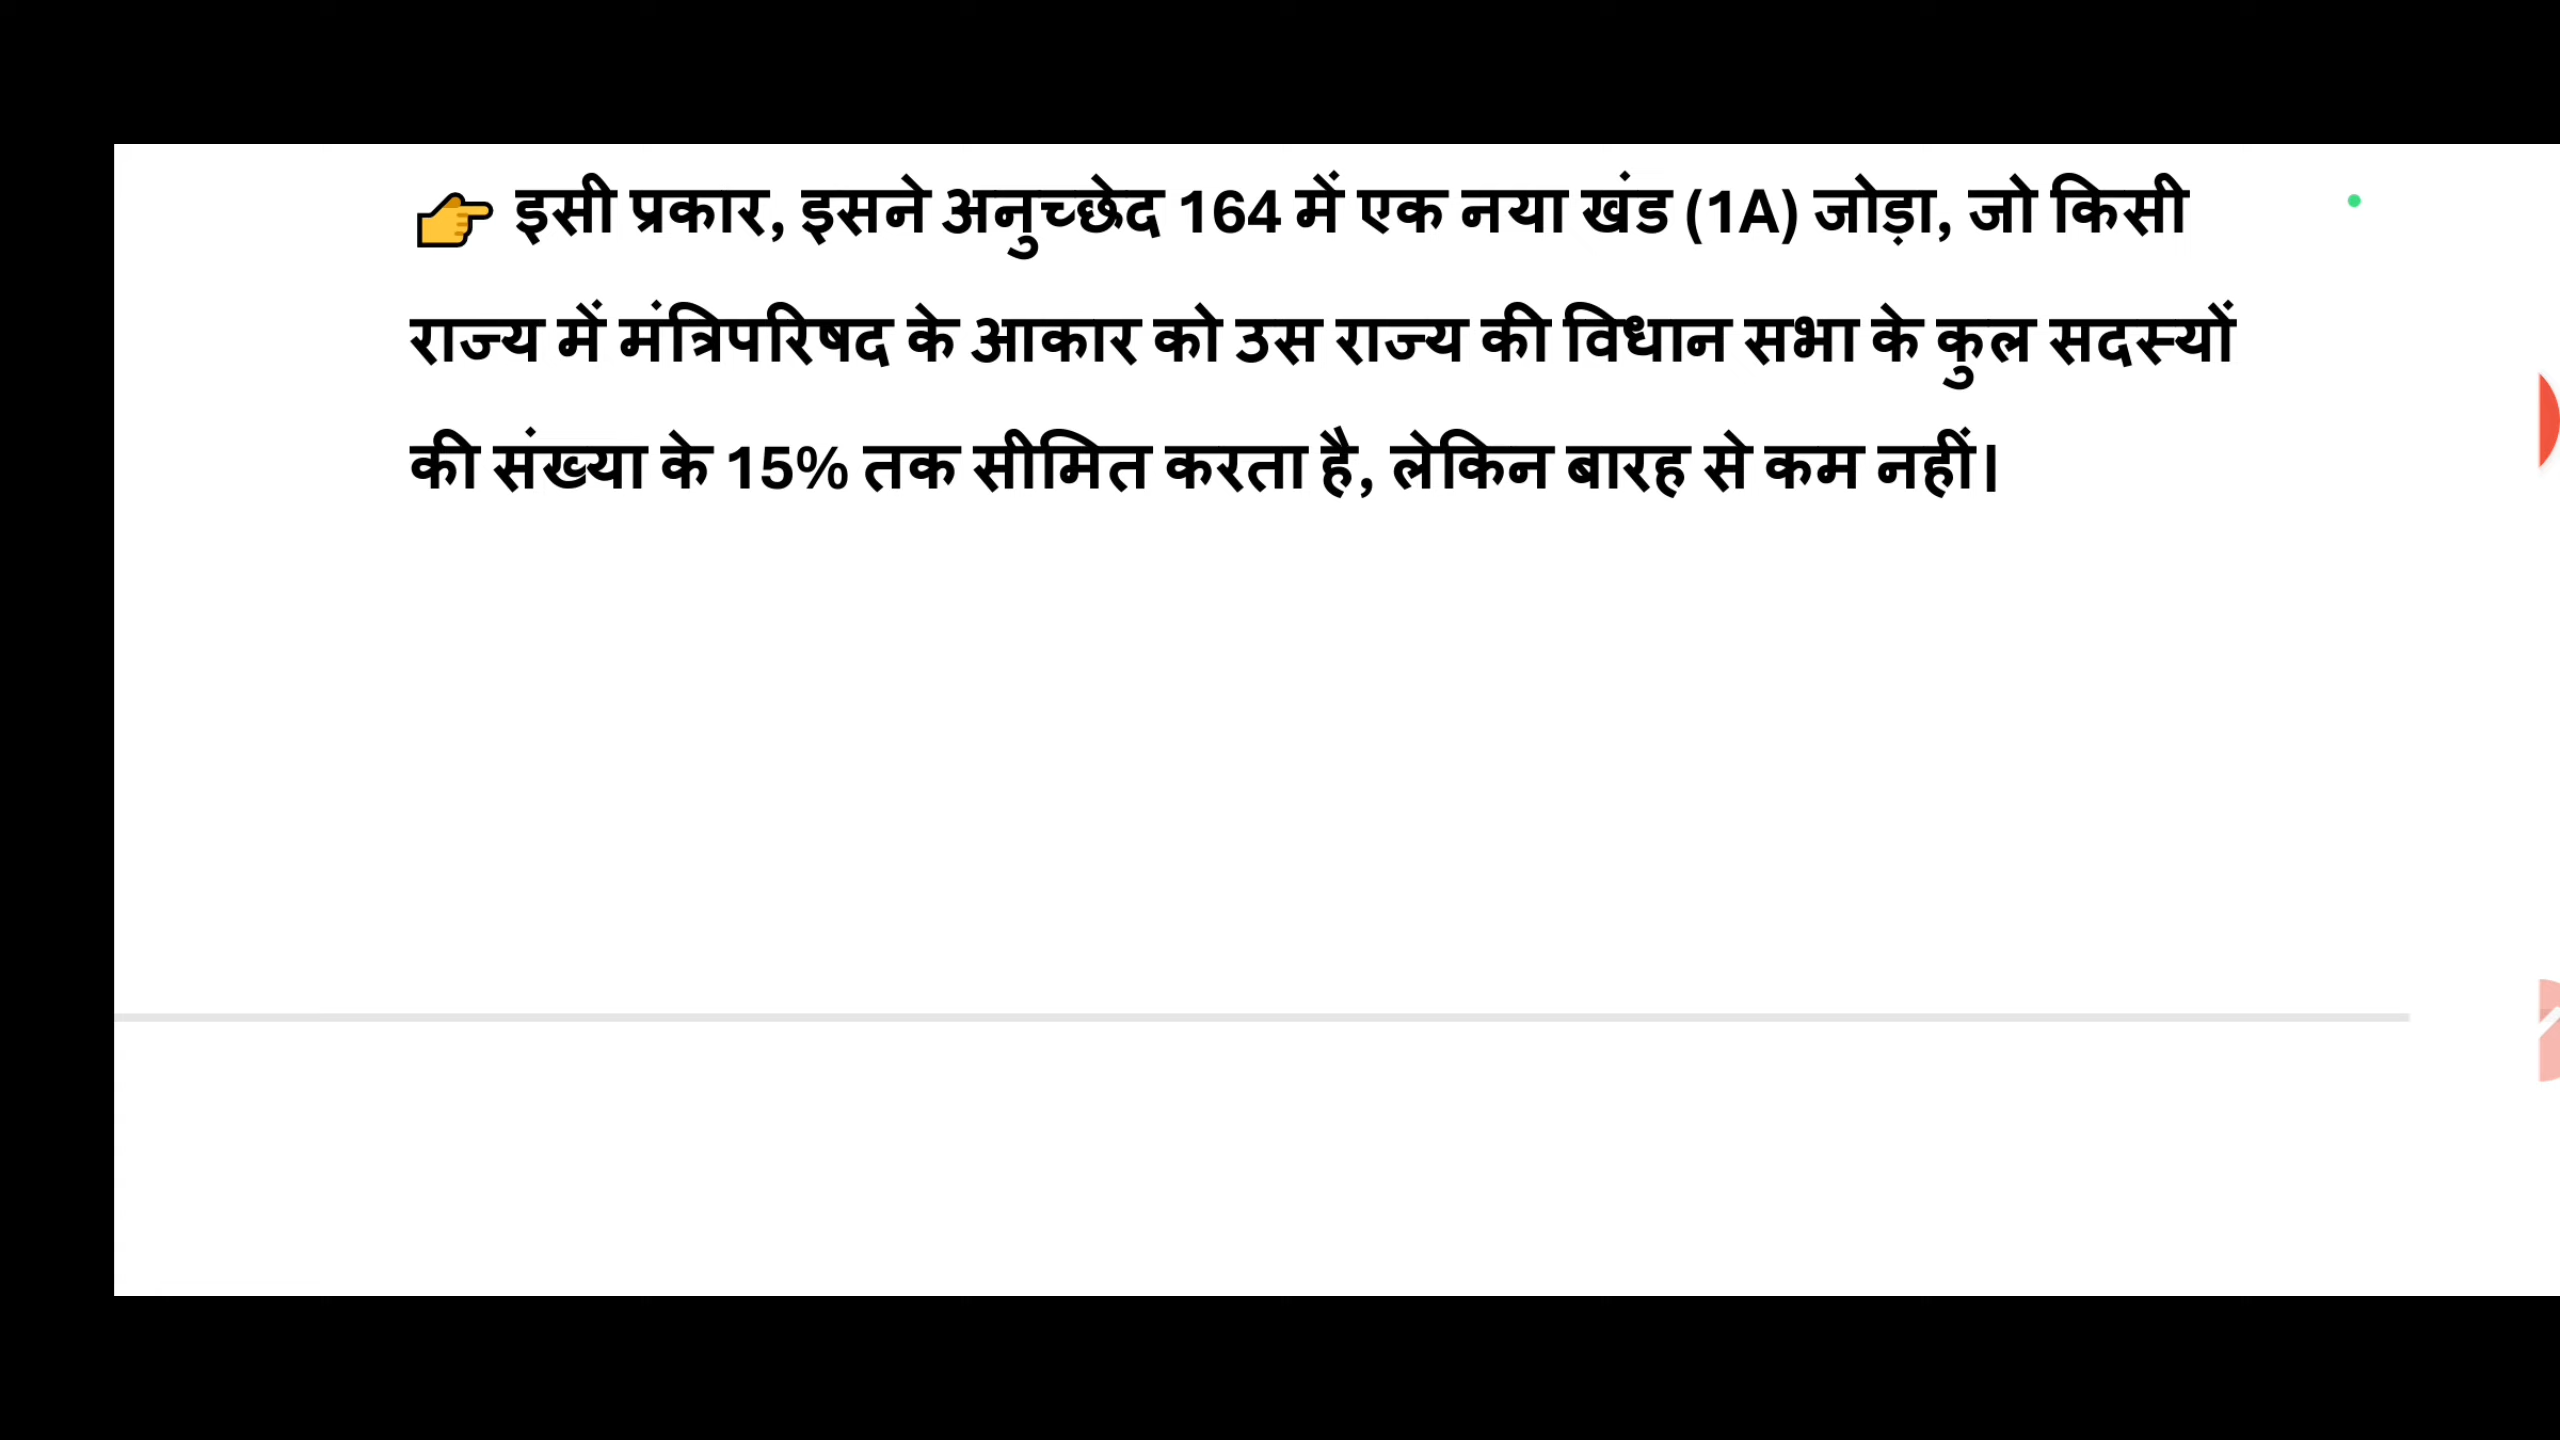 👉 इसी प्रकार, इसने अनुच्छेद 164 में एक नया खंड (1A) जोड़ा, जो किसी
राज्य में मंत्रिपरिषद के आकार को उस राज्य की विधान सभा के कुल सदस्यों
की संख्या के 15% तक सीमित करता है, लेकिन बारह से कम नहीं।